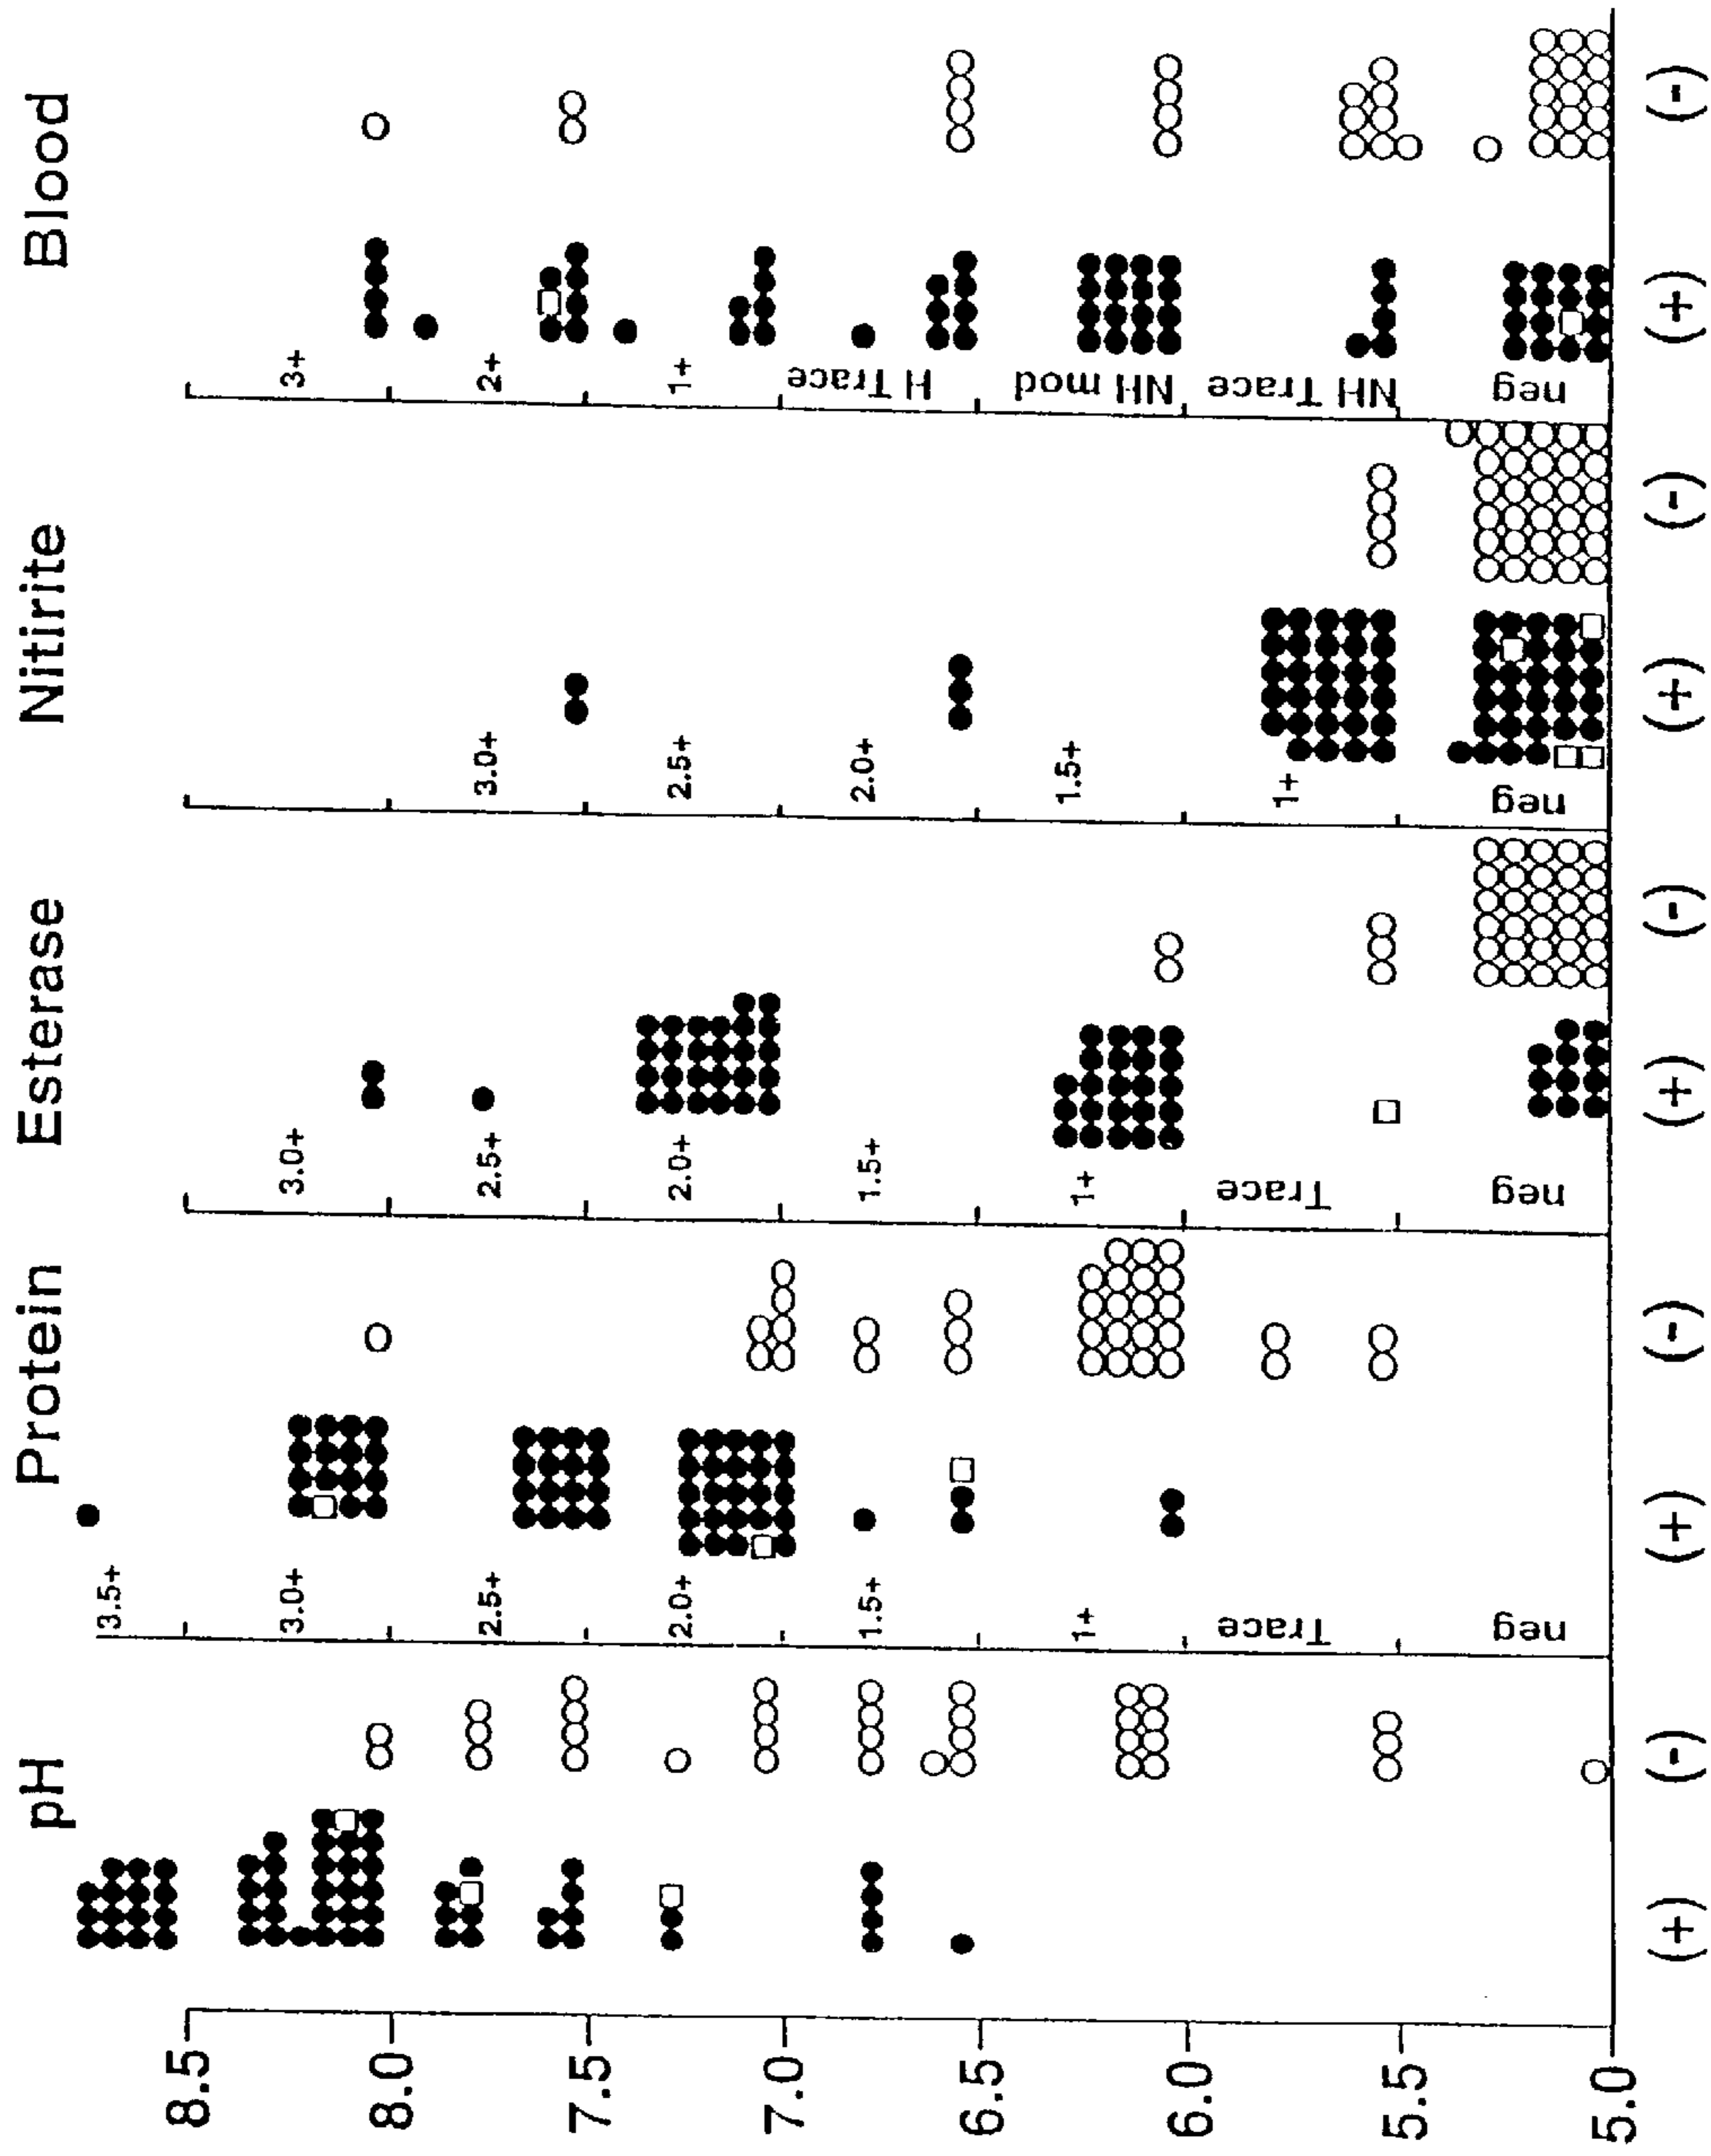 pH Protein Esterase Nitirite Blood
8.5
8.0
7.5
7.0
6.5
6.0
5.5
5.0
3.5+
3.0+
2.5+
2.0+
1.5+
1+
Trace
neg
3.0+
2.5+
2.0+
1.5+
1+
Trace
neg
3.0+
2.5+
2.0+
1.5+
1+
neg
3+
2+
1+
H Trace
NH mod
NH Trace
neg
(+) (-) (+) (-) (+) (-) (+) (-) (+) (-)